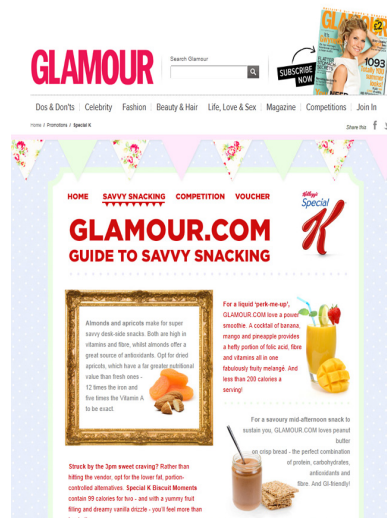 GLAMOUR
Search Glamour
SUBSCRIBE
NOW
£2
1093
Dos & Don'ts | Celebrity | Fashion | Beauty & Hair | Life, Love & Sex | Magazine | Competitions | Join In
Home / Promotions / Special K
Share this
HOME SAVVY SNACKING COMPETITION VOUCHER
Kellogg's
Special
K
GLAMOUR.COM
GUIDE TO SAVVY SNACKING
Almonds and apricots make for super
savvy desk-side snacks. Both are high in
vitamins and fibre, whilst almonds offer a
great source of antioxidants. Opt for dried
apricots, which have a far greater nutritional
value than fresh ones -
12 times the iron and
five times the Vitamin A
to be exact.
For a liquid 'perk-me-up',
GLAMOUR.COM love a power
smoothie. A cocktail of banana,
mango and pineapple provides
a hefty portion of folic acid, fibre
and vitamins all in one
fabulously fruity melangé. And
less than 200 calories a
serving!
For a savoury mid-afternoon snack to
sustain you, GLAMOUR.COM loves peanut
butter
on crisp bread - the perfect combination
of protein, carbohydrates,
antioxidants and
fibre. And GI-friendly!
Struck by the 3pm sweet craving? Rather than
hitting the vendor, opt for the lower fat, portion-
controlled alternatives. Special K Biscuit Moments
contain 99 calories for two - and with a yummy fruit
filling and dreamy vanilla drizzle - you'll feel more than